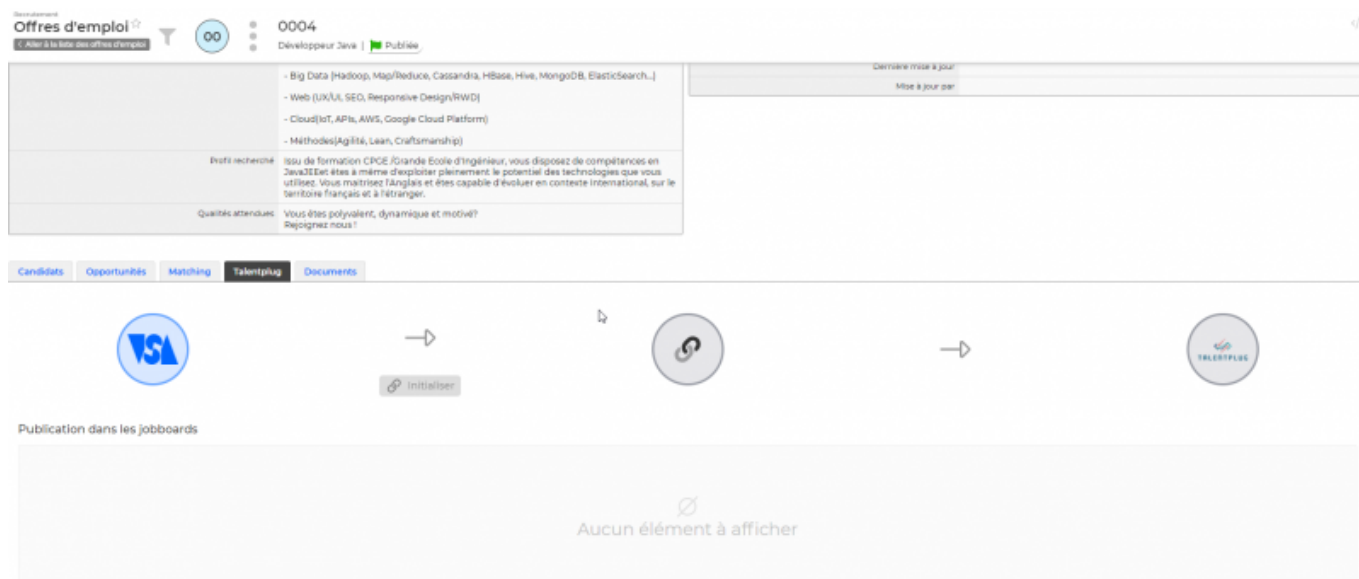 Recrutement
Offres d'emploi
< Aller à la liste des offres d'emploi
OO
0004
Développeur Java | Publiée
- Big Data (Hadoop, Map/Reduce, Cassandra, HBase, Hive, MongoDB, ElasticSearch...)
- Web (UX/UI, SEO, Responsive Design/RWD)
- Cloud(IoT, APIs, AWS, Google Cloud Platform)
- Méthodes(Agilité, Lean, Craftsmanship)
Profil recherché
Issu de formation CPGE /Grande Ecole d'Ingénieur, vous disposez de compétences en
JavaJEEet êtes à même d'exploiter pleinement le potentiel des technologies que vous
utilisez. Vous maitrisez l'Anglais et êtes capable d'évoluer en contexte International, sur le
territoire français et à l'étranger.
Qualités attendues
Vous êtes polyvalent, dynamique et motivé?
Rejoignez nous !
Dernière mise à jour
Mise à jour par
Candidats Opportunités Matching Talentplug Documents
VSA
TALENTPLUG
Initialiser
Publication dans les jobboards
Aucun élément à afficher